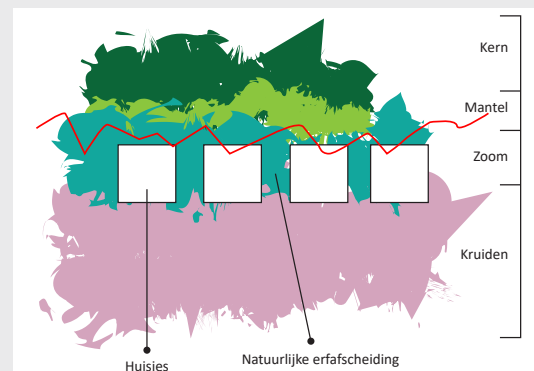 Kern
Mantel
Zoom
Kruiden
Huisjes
Natuurlijke erfafscheiding